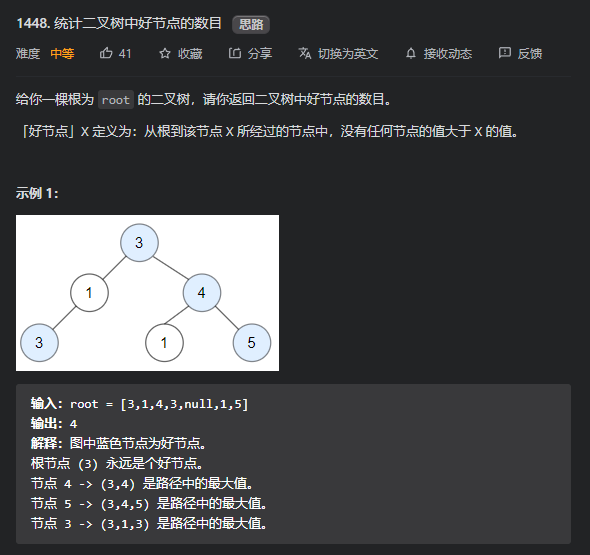 1448. 统计二叉树中好节点的数目 思路
难度 中等 41 收藏 分享 切换为英文 接收动态 反馈
给你一棵根为 root 的二叉树，请你返回二叉树中好节点的数目。
「好节点」X 定义为：从根到该节点 X 所经过的节点中，没有任何节点的值大于 X 的值。
示例 1：
3
1 4
3 1 5
输入：root = [3,1,4,3,null,1,5]
输出：4
解释：图中蓝色节点为好节点。
根节点 (3) 永远是个好节点。
节点 4 -> (3,4) 是路径中的最大值。
节点 5 -> (3,4,5) 是路径中的最大值。
节点 3 -> (3,1,3) 是路径中的最大值。